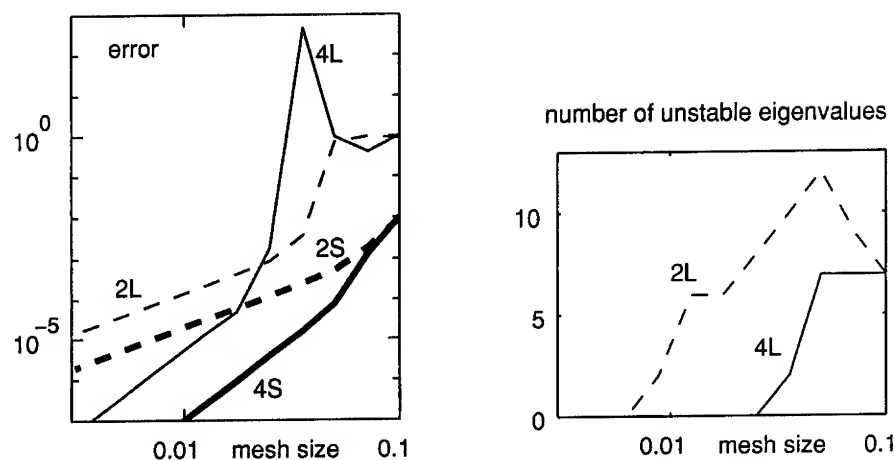 error
4L
10^0
2S
2L
10^-5
4S
0.01 mesh size 0.1
number of unstable eigenvalues
10
2L
5
4L
0
0.01 mesh size 0.1